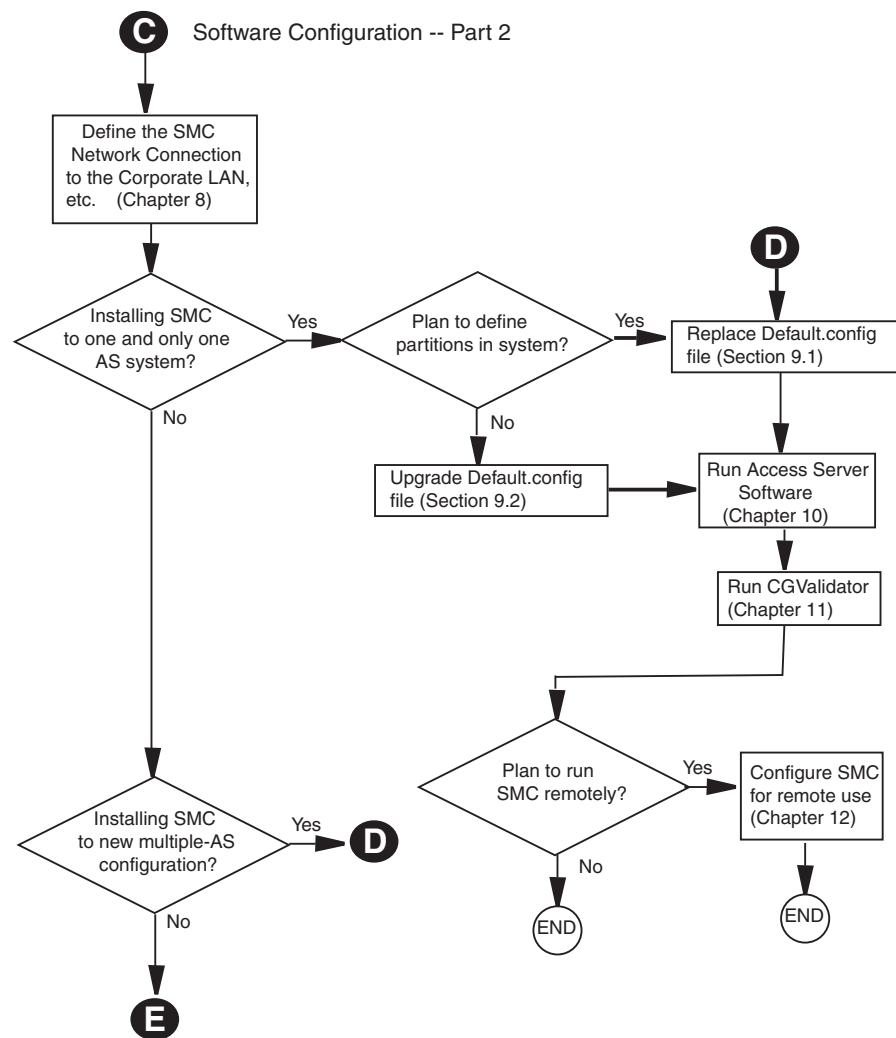 C
Software Configuration -- Part 2
Define the SMC
Network Connection
to the Corporate LAN,
etc. (Chapter 8)
Installing SMC
to one and only one
AS system?
Yes
No
Plan to define
partitions in system?
Yes
No
D
Replace Default.config
file (Section 9.1)
Upgrade Default.config
file (Section 9.2)
Run Access Server
Software
(Chapter 10)
Run CGValidator
(Chapter 11)
Plan to run
SMC remotely?
Yes
No
Configure SMC
for remote use
(Chapter 12)
END
END
Installing SMC
to new multiple-AS
configuration?
Yes
D
No
E